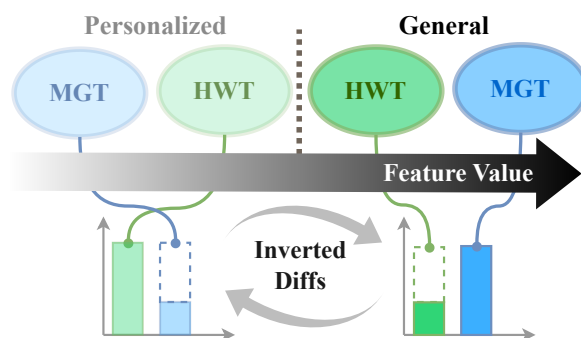 Personalized
General
MGT
HWT
HWT
MGT
Feature Value
Inverted
Diffs